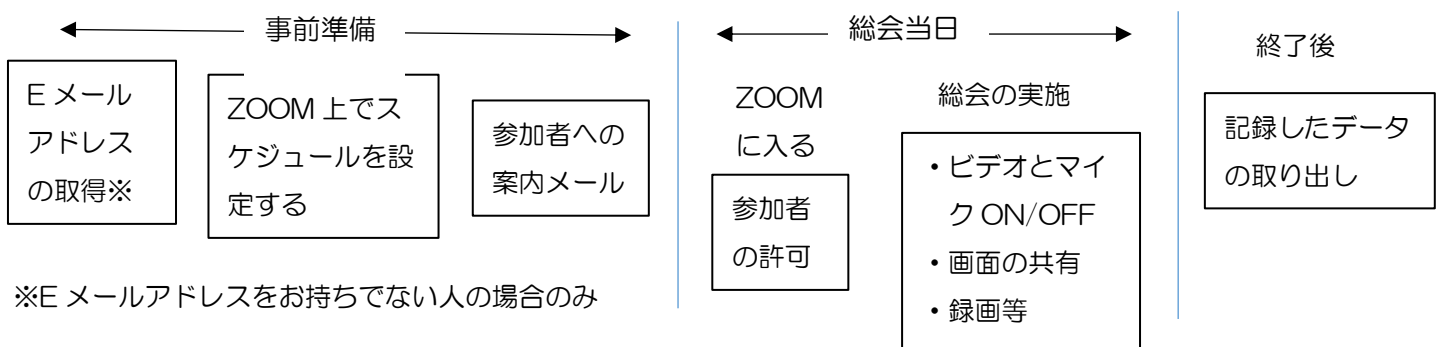 事前準備
Eメール
アドレス
の取得※
ZOOM 上でス
ケジュールを設
定する
参加者への
案内メール
※E メールアドレスをお持ちでない人の場合のみ
総会当日
ZOOM
に入る
参加者
の許可
総会の実施
・ビデオとマイ
ク ON/OFF
・画面の共有
・録画等
終了後
記録したデータ
の取り出し